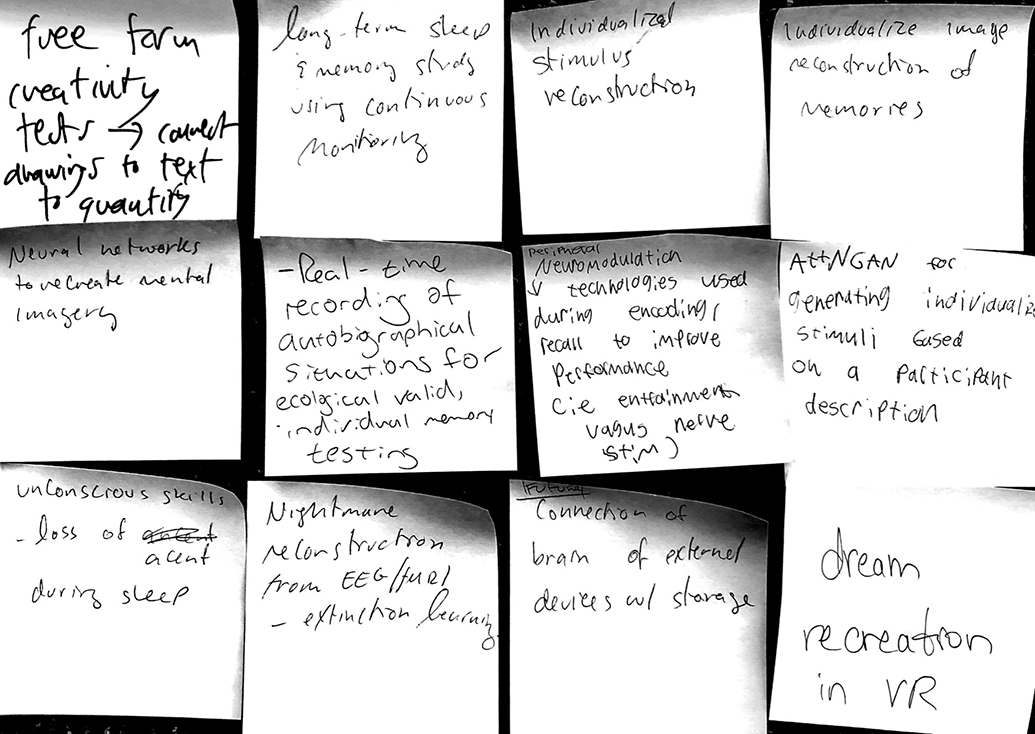 free form
creativity
tests → connect
drawings to text
to quantify
long-term sleep
& memory study
using continuous
monitoring
Individualized
stimulus
reconstruction
Individualize image
reconstruction of
memories
Neural networks
to recreate mental
imagery
- Real-time
recording of
autobiographical
situations for
ecological valid,
individual memory
testing
peripheral
Neuromodulation
↓ technologies used
during encoding/
recall to improve
performance
(ie entrainment
vagus nerve
stim)
AttNGAN for
generating individualiz
stimuli based
on a participant
description
unconscious skills
- loss of
acent
during sleep
Nightmare
reconstruction
from EEG/fMRI
- extinction learning
Future
Connection of
brain of external
devices w/ storage
dream
recreation
in VR